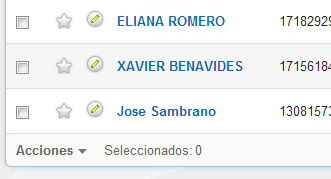 ELIANA ROMERO 17182929
XAVIER BENAVIDES 17156184
Jose Sambrano 13081573
Acciones Seleccionados: 0